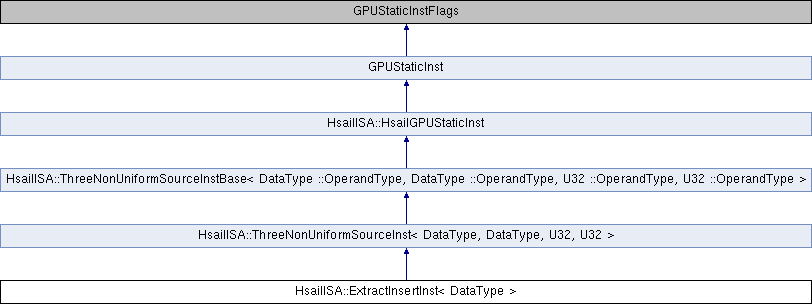 GPUStaticInstFlags
GPUStaticInst
HsailISA::HsailGPUStaticInst
HsailISA::ThreeNonUniformSourceInstBase< DataType ::OperandType, DataType ::OperandType, U32 ::OperandType, U32 ::OperandType >
HsailISA::ThreeNonUniformSourceInst< DataType, DataType, U32, U32 >
HsailISA::ExtractInsertInst< DataType >